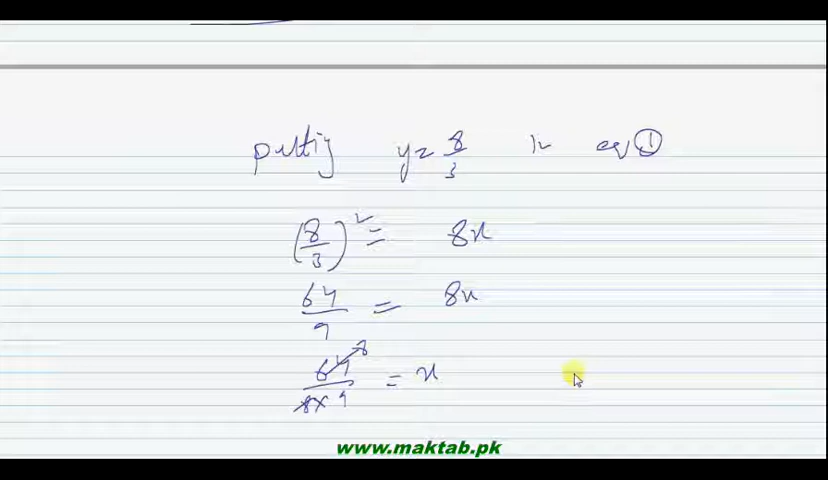 putting y = 8/3 in eq ①
(8/3)² = 8x
64/9 = 8x
64/8×9 = x 8
www.maktab.pk